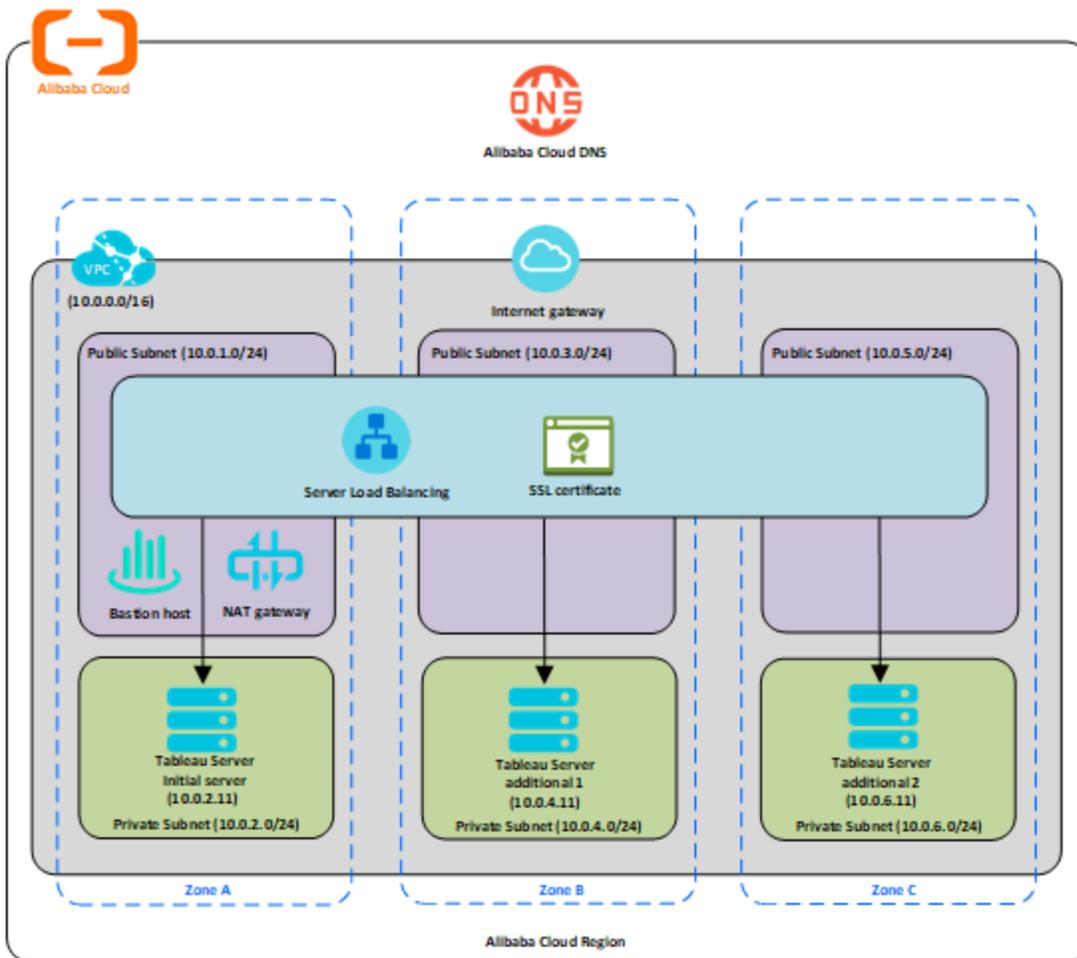 Alibaba Cloud
DNS
Alibaba Cloud DNS
VPC
(10.0.0.0/16)
Internet gateway
Public Subnet (10.0.1.0/24)
Public Subnet (10.0.3.0/24)
Public Subnet (10.0.5.0/24)
Server Load Balancing
SSL certificate
Bastion host
NAT gateway
Tableau Server
Initial server
(10.0.2.11)
Private Subnet (10.0.2.0/24)
Tableau Server
additional 1
(10.0.4.11)
Private Subnet (10.0.4.0/24)
Tableau Server
additional 2
(10.0.6.11)
Private Subnet (10.0.6.0/24)
Zone A
Zone B
Zone C
Alibaba Cloud Region